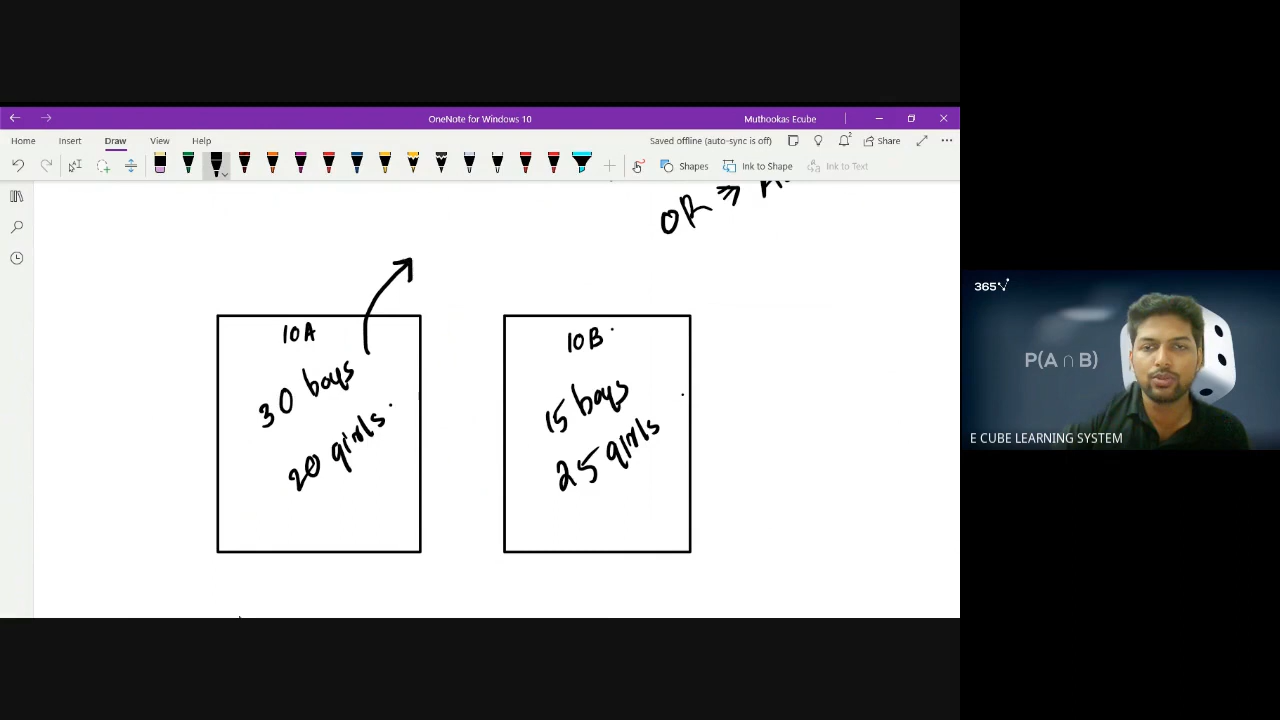 OneNote for Windows 10
Muthookas Ecube
Home Insert Draw View Help
Saved offline (auto-sync is off)
Share
Shapes
Ink to Shape
Ink to Text
OR ⇒
10A
30 boys
20 girls
10B
15 boys
25 girls
365
P(A ∩ B)
E CUBE LEARNING SYSTEM